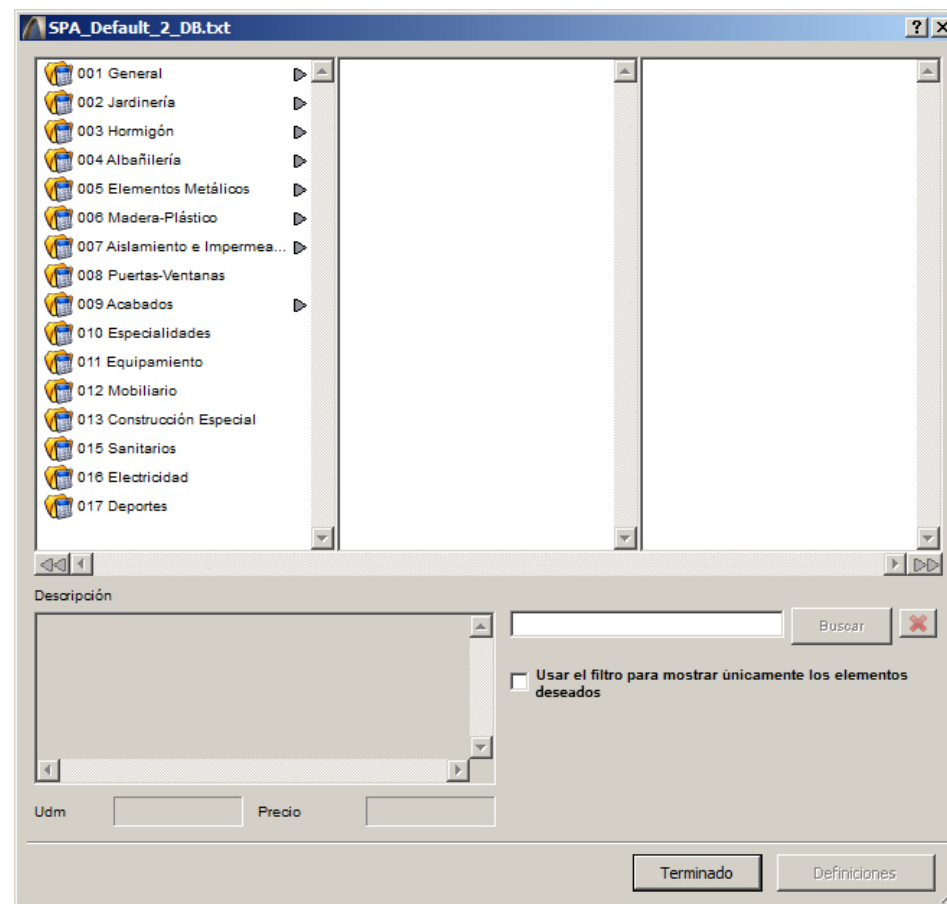 SPA_Default_2_DB.txt
001 General
002 Jardinería
003 Hormigón
004 Albañilería
005 Elementos Metálicos
006 Madera-Plástico
007 Aislamiento e Impermea...
008 Puertas-Ventanas
009 Acabados
010 Especialidades
011 Equipamiento
012 Mobiliario
013 Construcción Especial
015 Sanitarios
016 Electricidad
017 Deportes
Descripción
Buscar
Usar el filtro para mostrar únicamente los elementos
deseados
Udm Precio
Terminado Definiciones